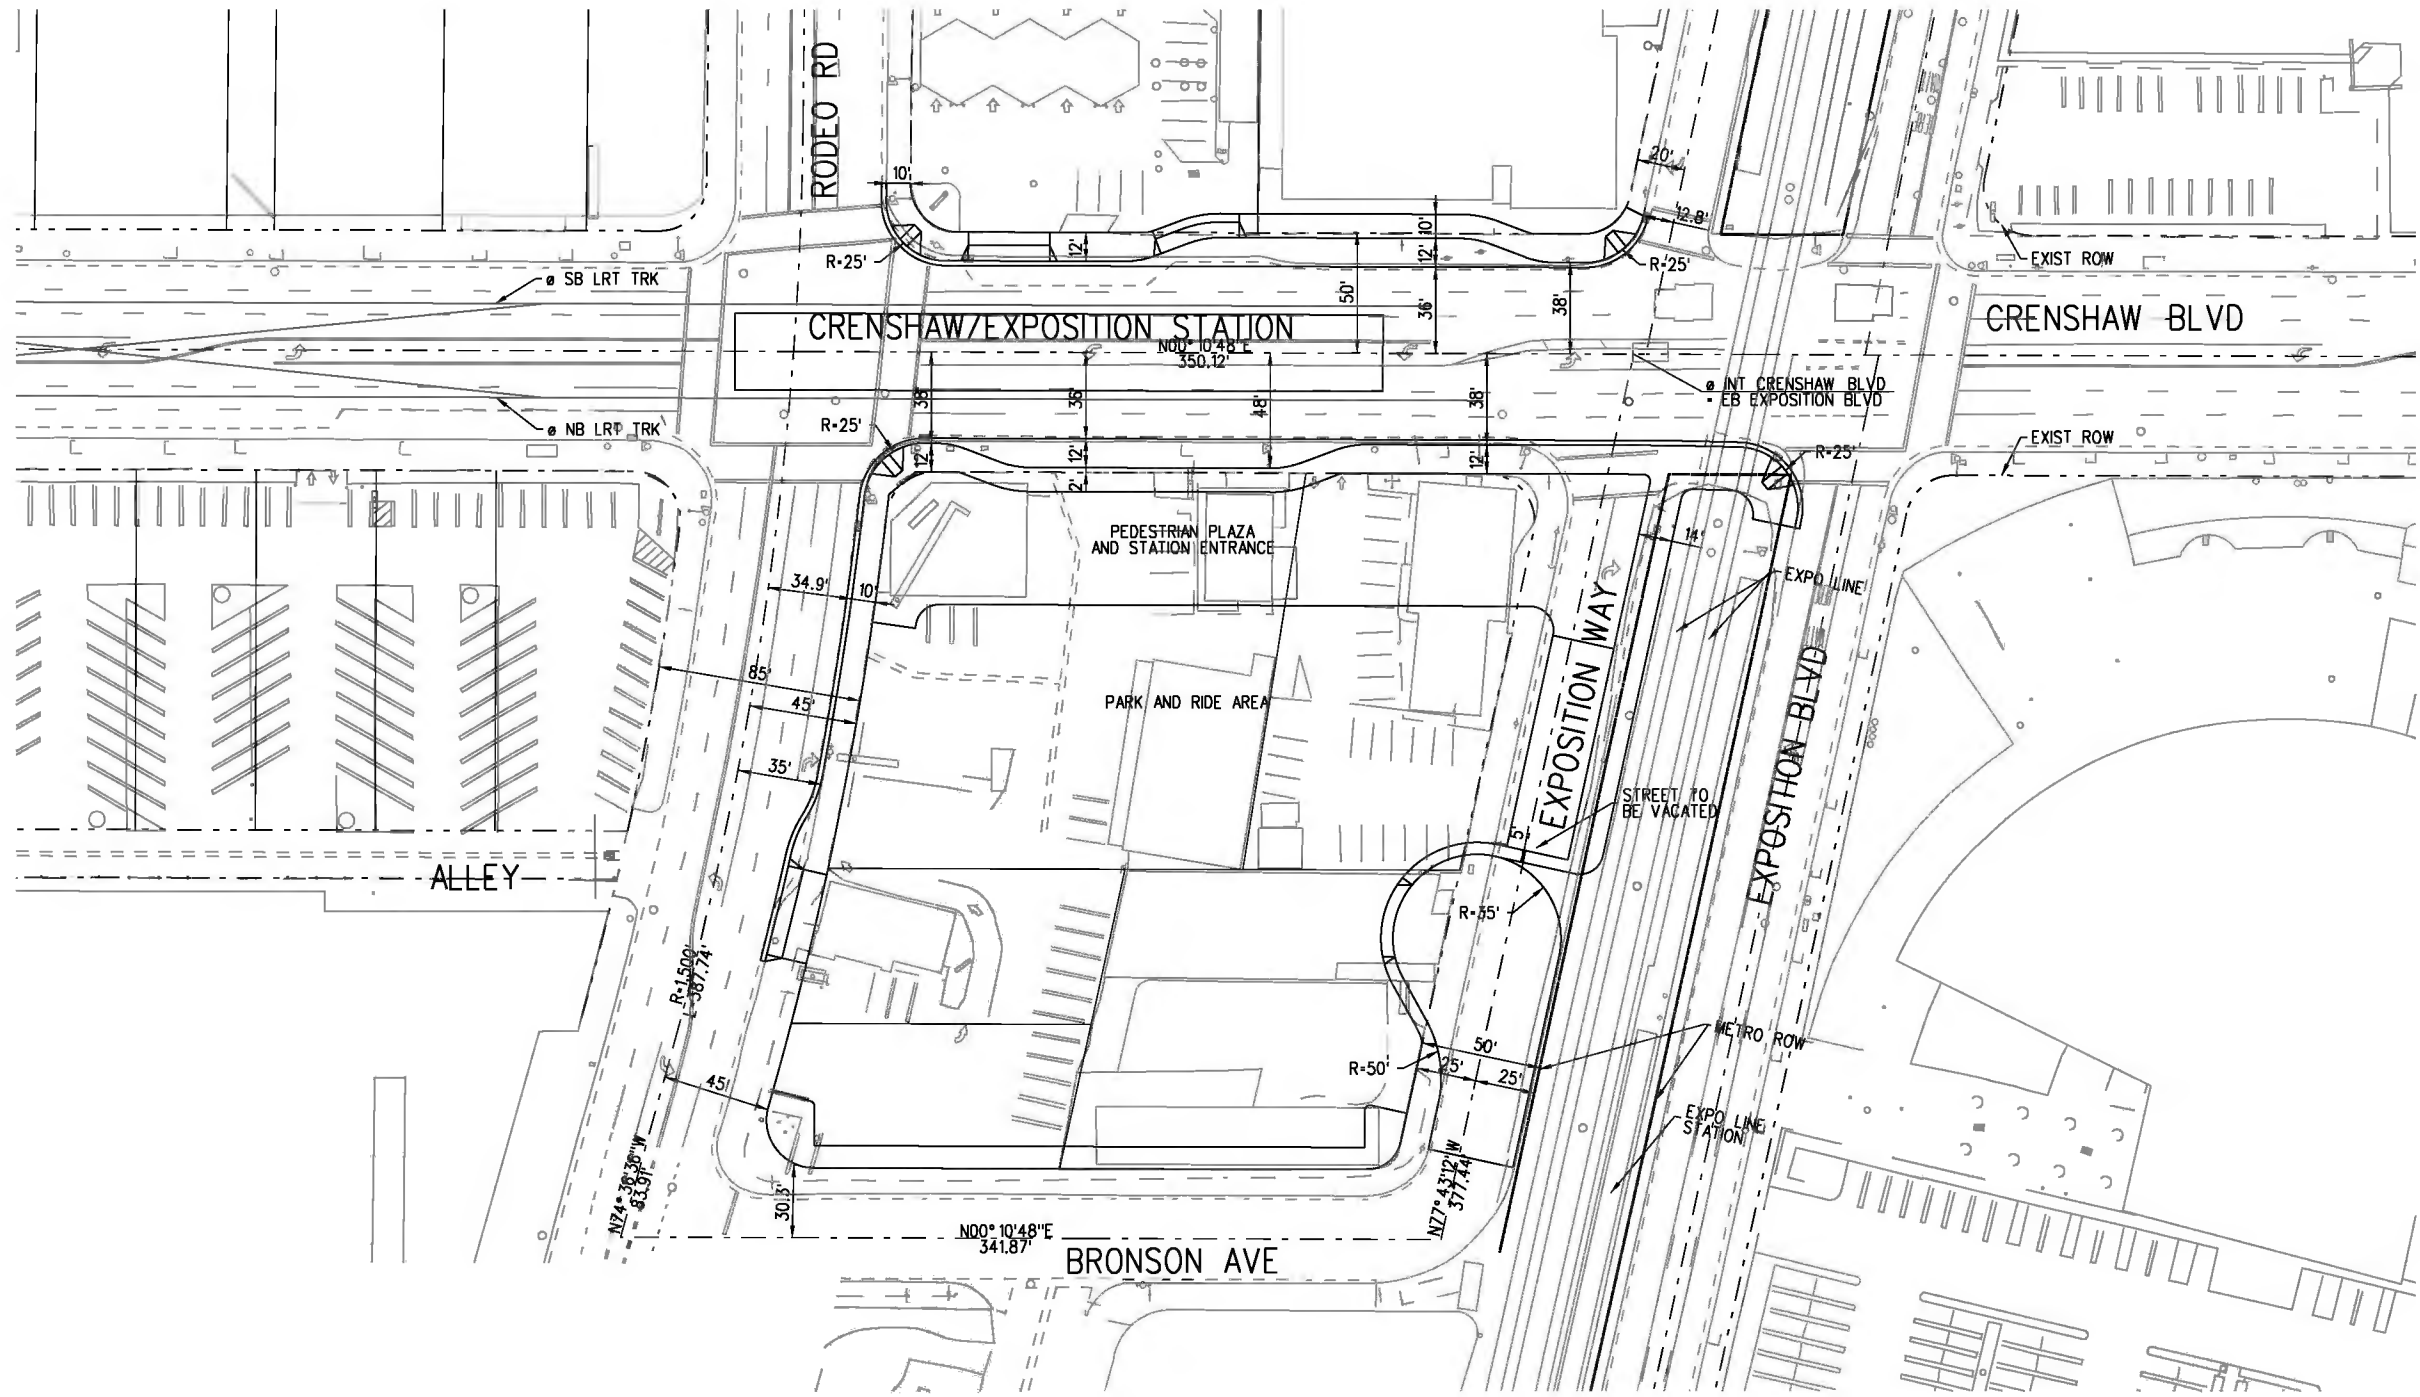 RODEO RD
10'
20'
12.8'
R=25'
12'
10'
12'
R=25'
EXIST ROW
ø SB LRT TRK
50'
36'
38'
CRENSHAW/EXPOSITION STATION
CRENSHAW BLVD
N00° 10'48"E
350.12'
ø INT CRENSHAW BLVD
• EB EXPOSITION BLVD
38'
36'
48'
38'
ø NB LRT TRK
R=25'
EXIST ROW
R=25'
12'
12'
12'
2'
PEDESTRIAN PLAZA
AND STATION ENTRANCE
14'
EXPO LINE
34.9'
10'
EXPOSITION WAY
85'
45'
PARK AND RIDE AREA
EXPOSITION BLVD
35'
STREET TO
BE VACATED
5'
ALLEY
R=35'
R=1,500'
L=387.74'
METRO ROW
50'
R=50'
25'
25'
45'
EXPO LINE
STATION
N74° 36'36"W
83.91'
N77° 43'12"W
377.44'
30.3'
N00° 10'48"E
341.87'
BRONSON AVE